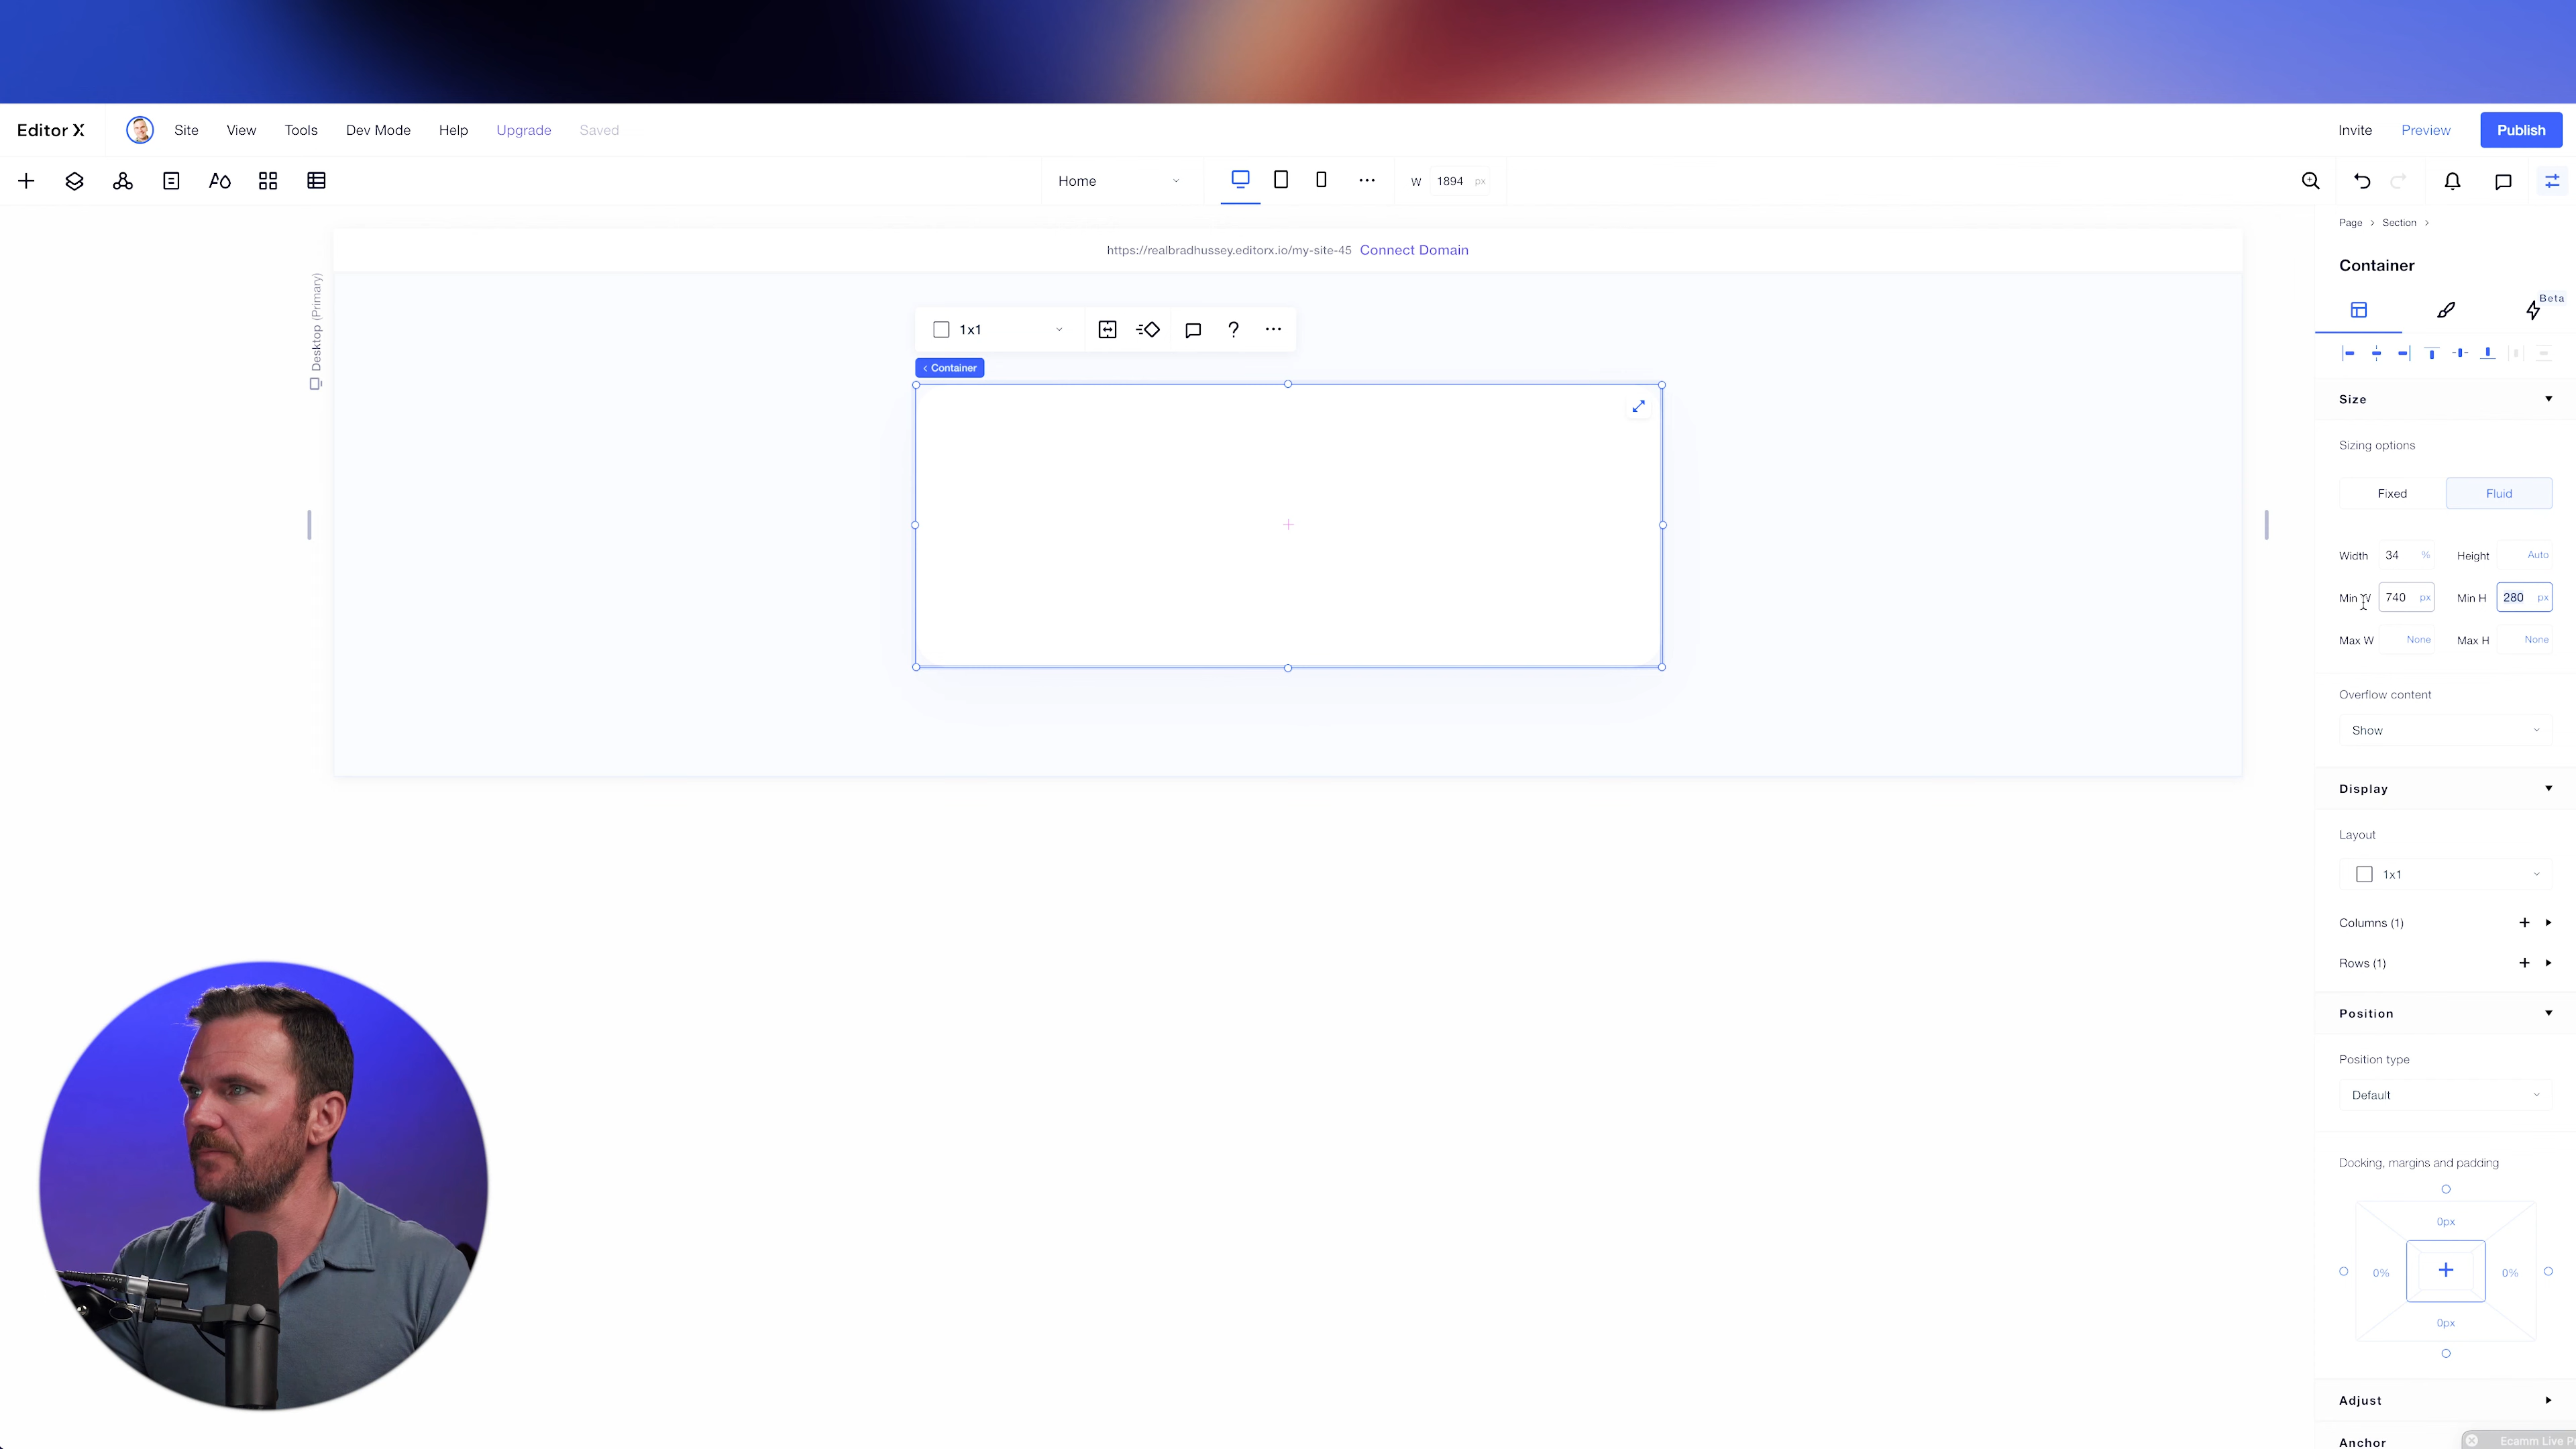 Editor X
Site
View
Tools
Dev Mode
Help
Upgrade
Saved
Invite
Preview
Publish
Home
W 1894 px
Page > Section >
https://realbradhussey.editorx.io/my-site-45 Connect Domain
Desktop (Primary)
Container
Beta
1x1
< Container
Size
Sizing options
Fixed
Fluid
Width 34 %
Height Auto
Min W 740 px
Min H 280 px
Max W None
Max H None
Overflow content
Show
Display
Layout
1x1
Columns (1)
Rows (1)
Position
Position type
Default
Docking, margins and padding
0px
0%
0%
0px
Adjust
Anchor
Ecamm Live